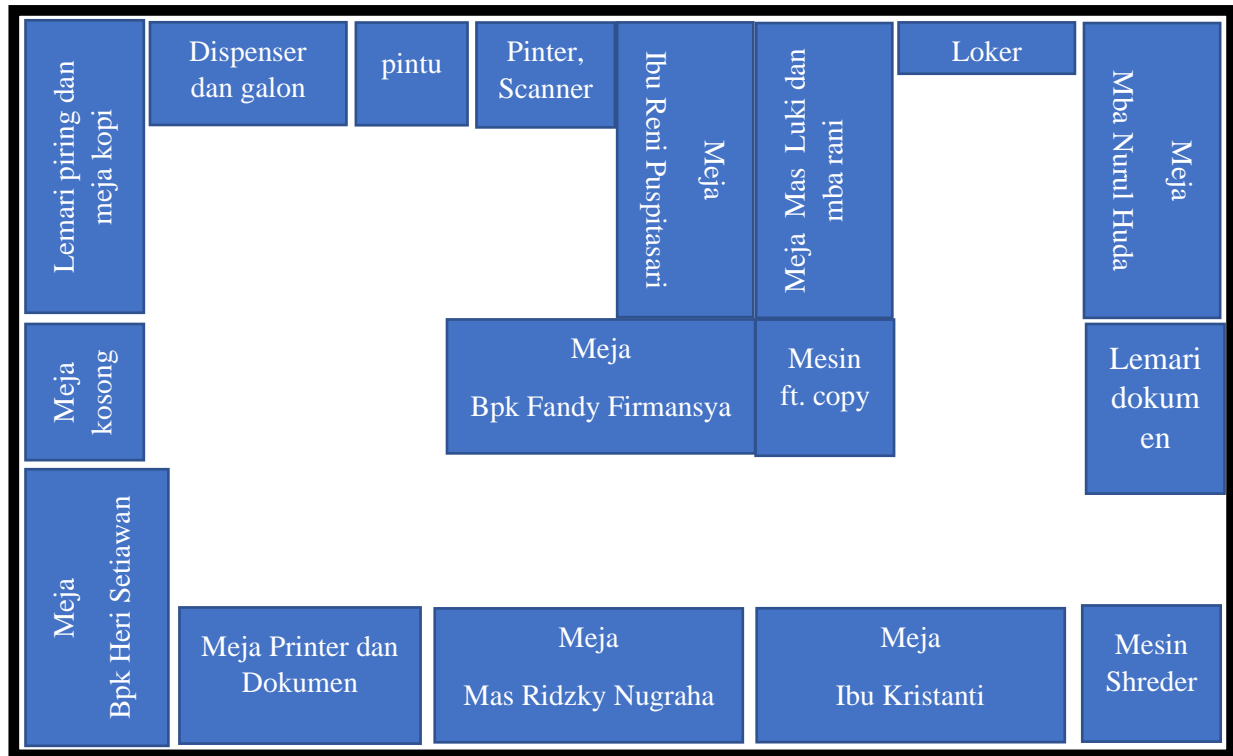 Lemari piring dan
meja kopi
Dispenser
dan galon
pintu
Pinter,
Scanner
Meja
Ibu Reni Puspitasari
Meja Mas Luki dan
mba rani
Loker
Meja
Mba Nurul Huda
Meja
kosong
Meja
Bpk Fandy Firmansya
Mesin
ft. copy
Lemari
dokum
en
Meja
Bpk Heri Setiawan
Meja Printer dan
Dokumen
Meja
Mas Ridzky Nugraha
Meja
Ibu Kristanti
Mesin
Shreder